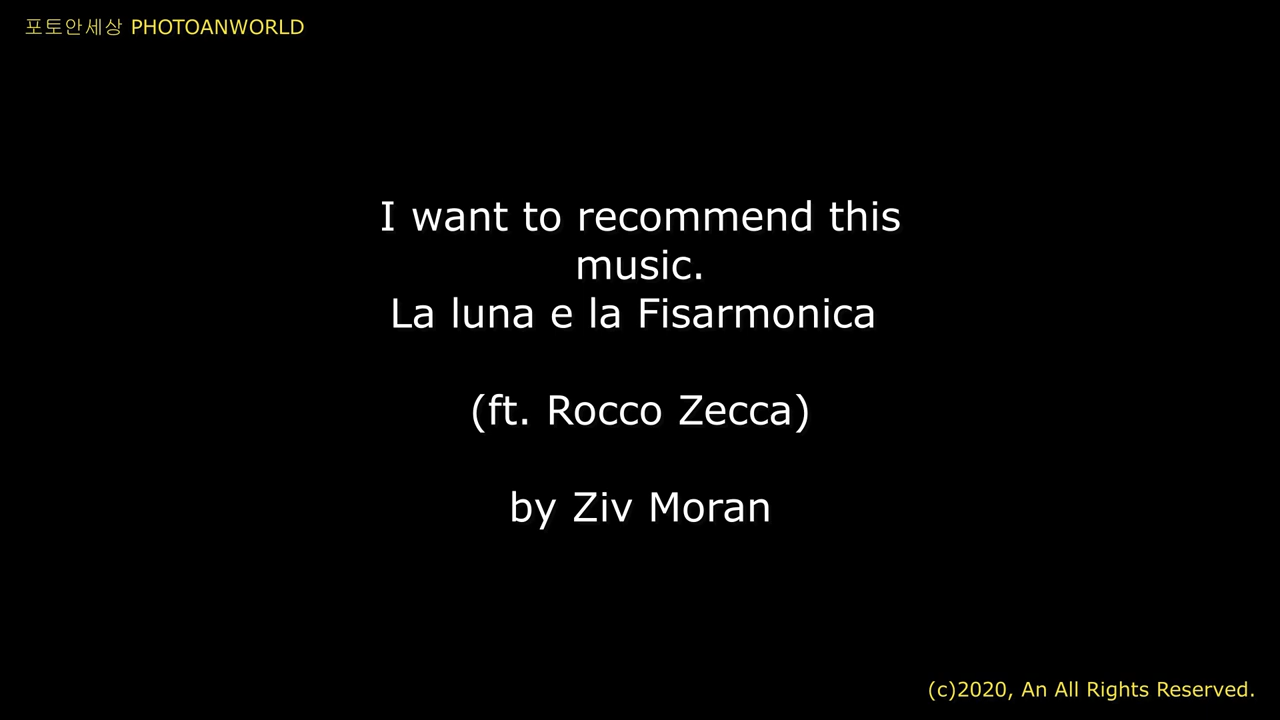 포토안세상 PHOTOANWORLD
I want to recommend this
music.
La luna e la Fisarmonica
(ft. Rocco Zecca)
by Ziv Moran
(c)2020, An All Rights Reserved.